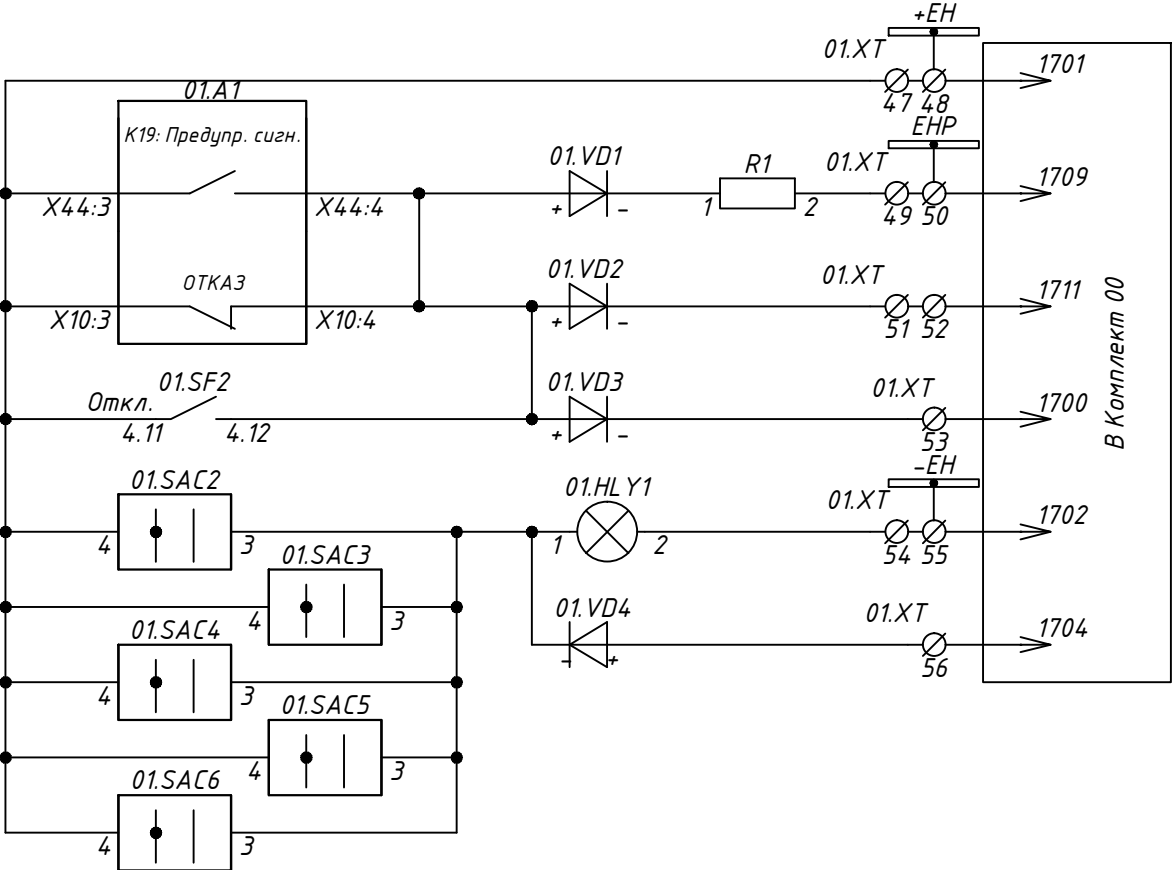 +ЕН
01.XT
1701
01.A1
47 48
К19: Предупр. сигн.
ЕНР
01.VD1
R1
01.XT
1709
X44:3
X44:4
+ –
1 2
49 50
ОТКАЗ
01.VD2
01.XT
1711
X10:3
X10:4
+ –
51 52
В Комплект 00
01.SF2
Откл.
01.VD3
01.XT
1700
4.11 4.12
+ –
53
–ЕН
01.SAC2
01.HLY1
01.XT
1702
4 3
1 2
54 55
01.SAC3
4 3
01.VD4
01.XT
1704
01.SAC4
– +
56
4 3
01.SAC5
4 3
01.SAC6
4 3